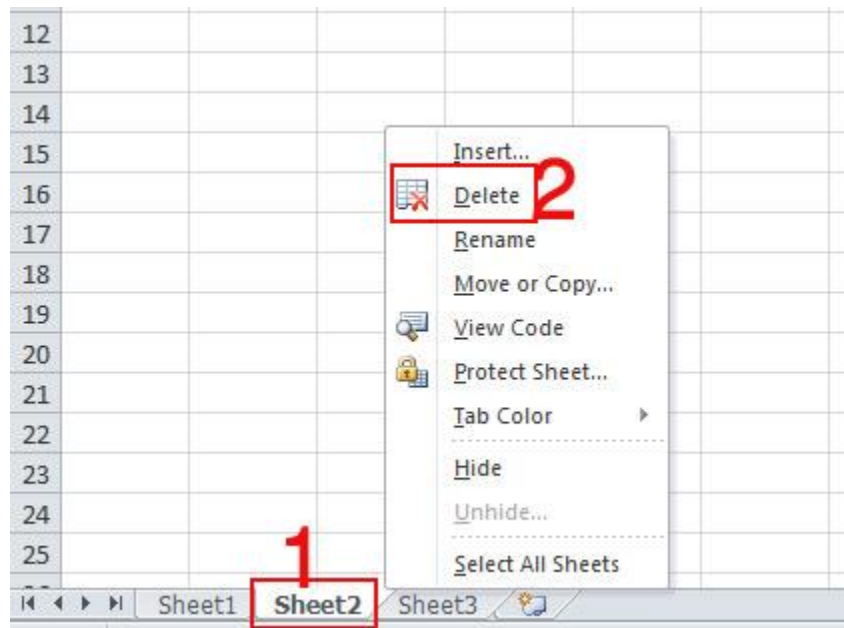 12
13
14
15
Insert...
16
Delete
2
17
Rename
18
Move or Copy...
19
View Code
20
Protect Sheet...
21
Tab Color
22
23
Hide
24
Unhide...
25
1
Select All Sheets
Sheet1 Sheet2 Sheet3